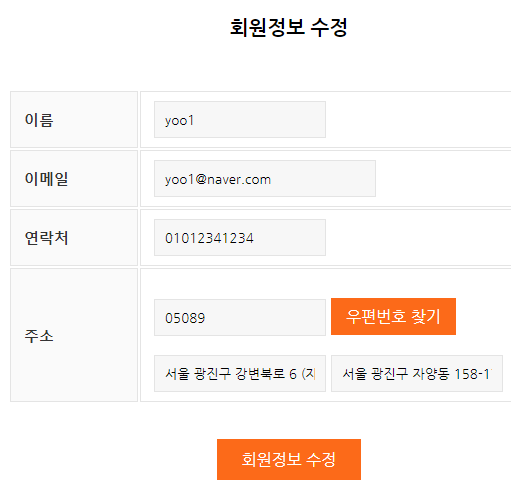 회원정보 수정
이름 yoo1
이메일 yoo1@naver.com
연락처 01012341234
05089 우편번호 찾기
주소
서울 광진구 강변북로 6 (자 서울 광진구 자양동 158-1
회원정보 수정